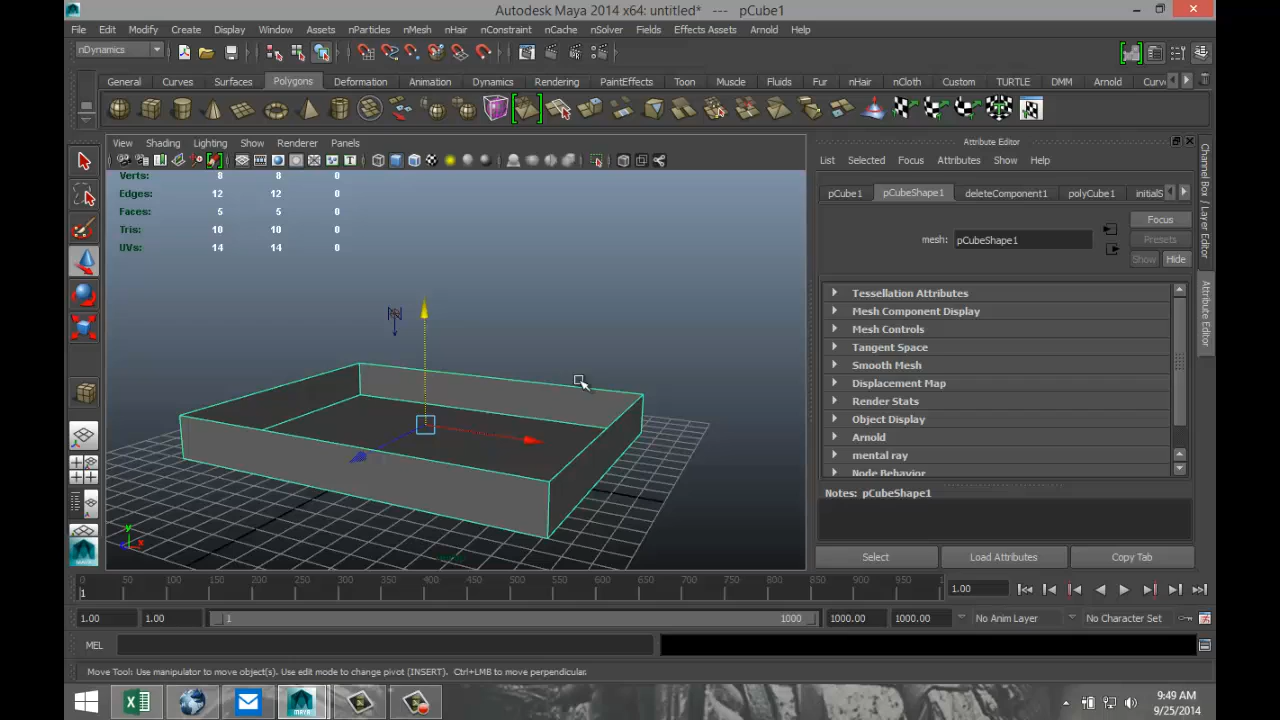 Autodesk Maya 2014 x64: untitled* --- pCube1
File Edit Modify Create Display Window Assets nParticles nMesh nHair nConstraint nCache nSolver Fields Effects Assets Arnold Help
nDynamics
General Curves Surfaces Polygons Deformation Animation Dynamics Rendering PaintEffects Toon Muscle Fluids Fur nHair nCloth Custom TURTLE DMM Arnold Curv
View Shading Lighting Show Renderer Panels
Verts: 8 8 0
Edges: 12 12 0
Faces: 5 5 0
Tris: 10 10 0
UVs: 14 14 0
y
x
Attribute Editor
List Selected Focus Attributes Show Help
pCube1 pCubeShape1 deleteComponent1 polyCube1 initialS
Focus
mesh: pCubeShape1
Presets
Show Hide
Tessellation Attributes
Mesh Component Display
Mesh Controls
Tangent Space
Smooth Mesh
Displacement Map
Render Stats
Object Display
Arnold
mental ray
Node Behavior
Notes: pCubeShape1
Select Load Attributes Copy Tab
Channel Box / Layer Editor
Attribute Editor
0 50 100 150 200 250 300 350 400 450 500 550 600 650 700 750 800 850 900 950
1
1.00
1.00 1.00 1 1000 1000.00 1000.00 No Anim Layer No Character Set
MEL
Move Tool: Use manipulator to move object(s). Use edit mode to change pivot (INSERT). Ctrl+LMB to move perpendicular.
9:49 AM
9/25/2014